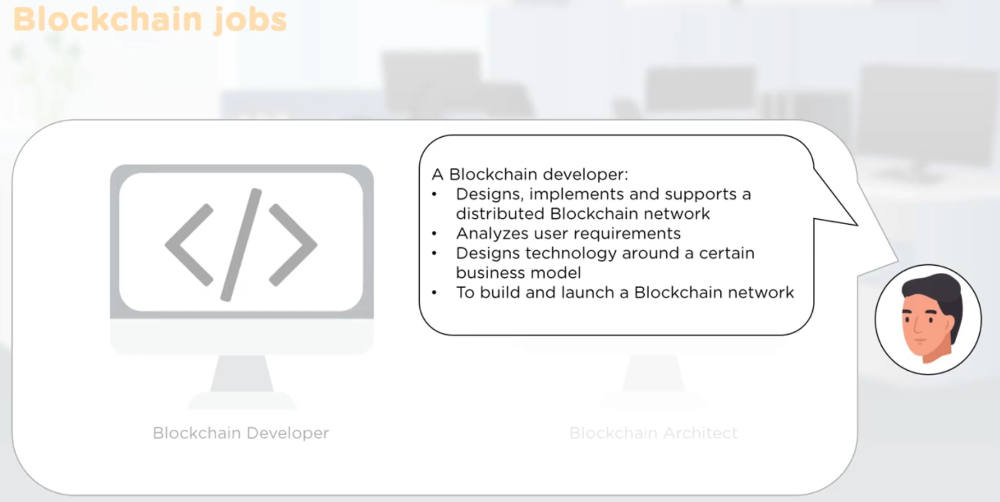 Blockchain jobs
A Blockchain developer:
• Designs, implements and supports a
distributed Blockchain network
• Analyzes user requirements
• Designs technology around a certain
business model
• To build and launch a Blockchain network
Blockchain Developer
Blockchain Architect